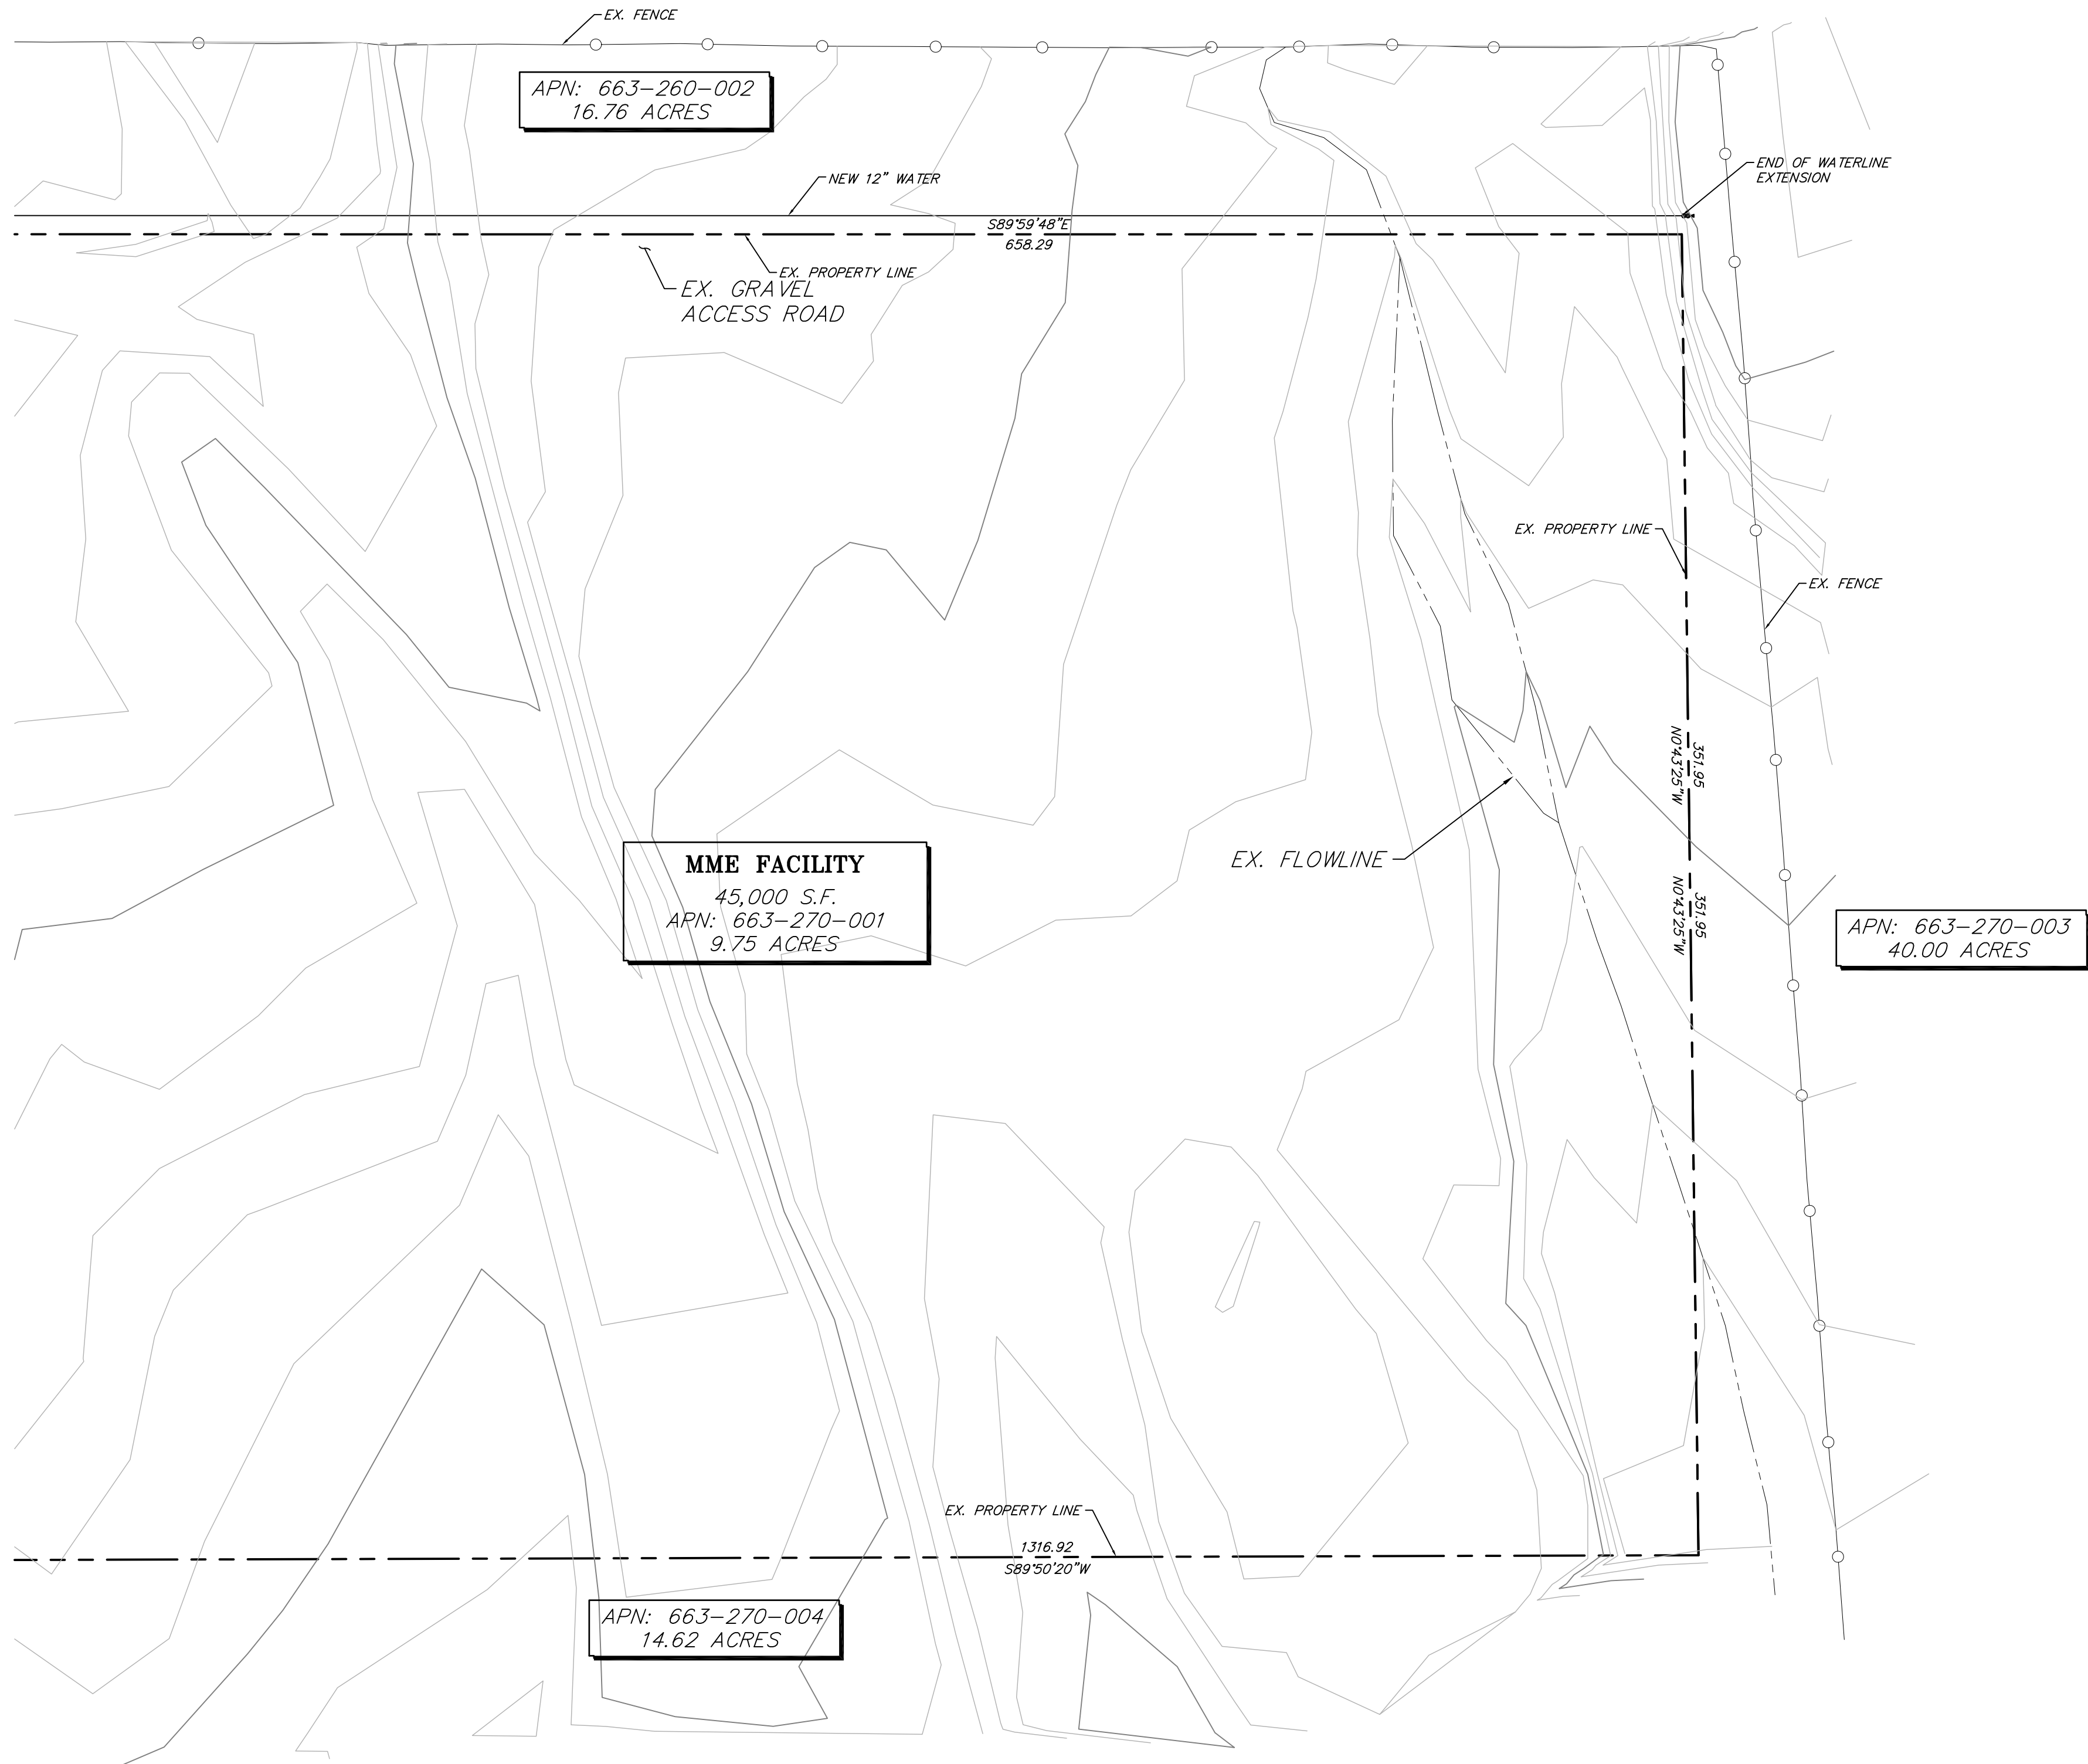 EX. FENCE
APN: 663-260-002
16.76 ACRES
NEW 12" WATER
END OF WATERLINE
EXTENSION
S89°59'48"E
658.29
EX. PROPERTY LINE
EX. GRAVEL
ACCESS ROAD
EX. PROPERTY LINE
EX. FENCE
351.95
N0°43'25"W
MME FACILITY
45,000 S.F.
APN: 663-270-001
9.75 ACRES
EX. FLOWLINE
351.95
N0°43'25"W
APN: 663-270-003
40.00 ACRES
EX. PROPERTY LINE
1316.92
S89°50'20"W
APN: 663-270-004
14.62 ACRES